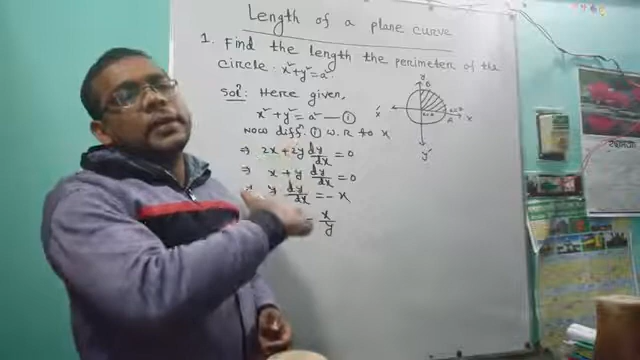 Length of a plane curve
1. Find the length the perimeter of the
circle. x²+y²=a²
Sol: Here given,
x²+y²=a² — ①
Now diff. ① w.R to x
⇒ 2x+2y dy/dx=0
⇒ x+y dy/dx=0
y dy/dx=-x
x/y
Y
B
x'
A
X
y'